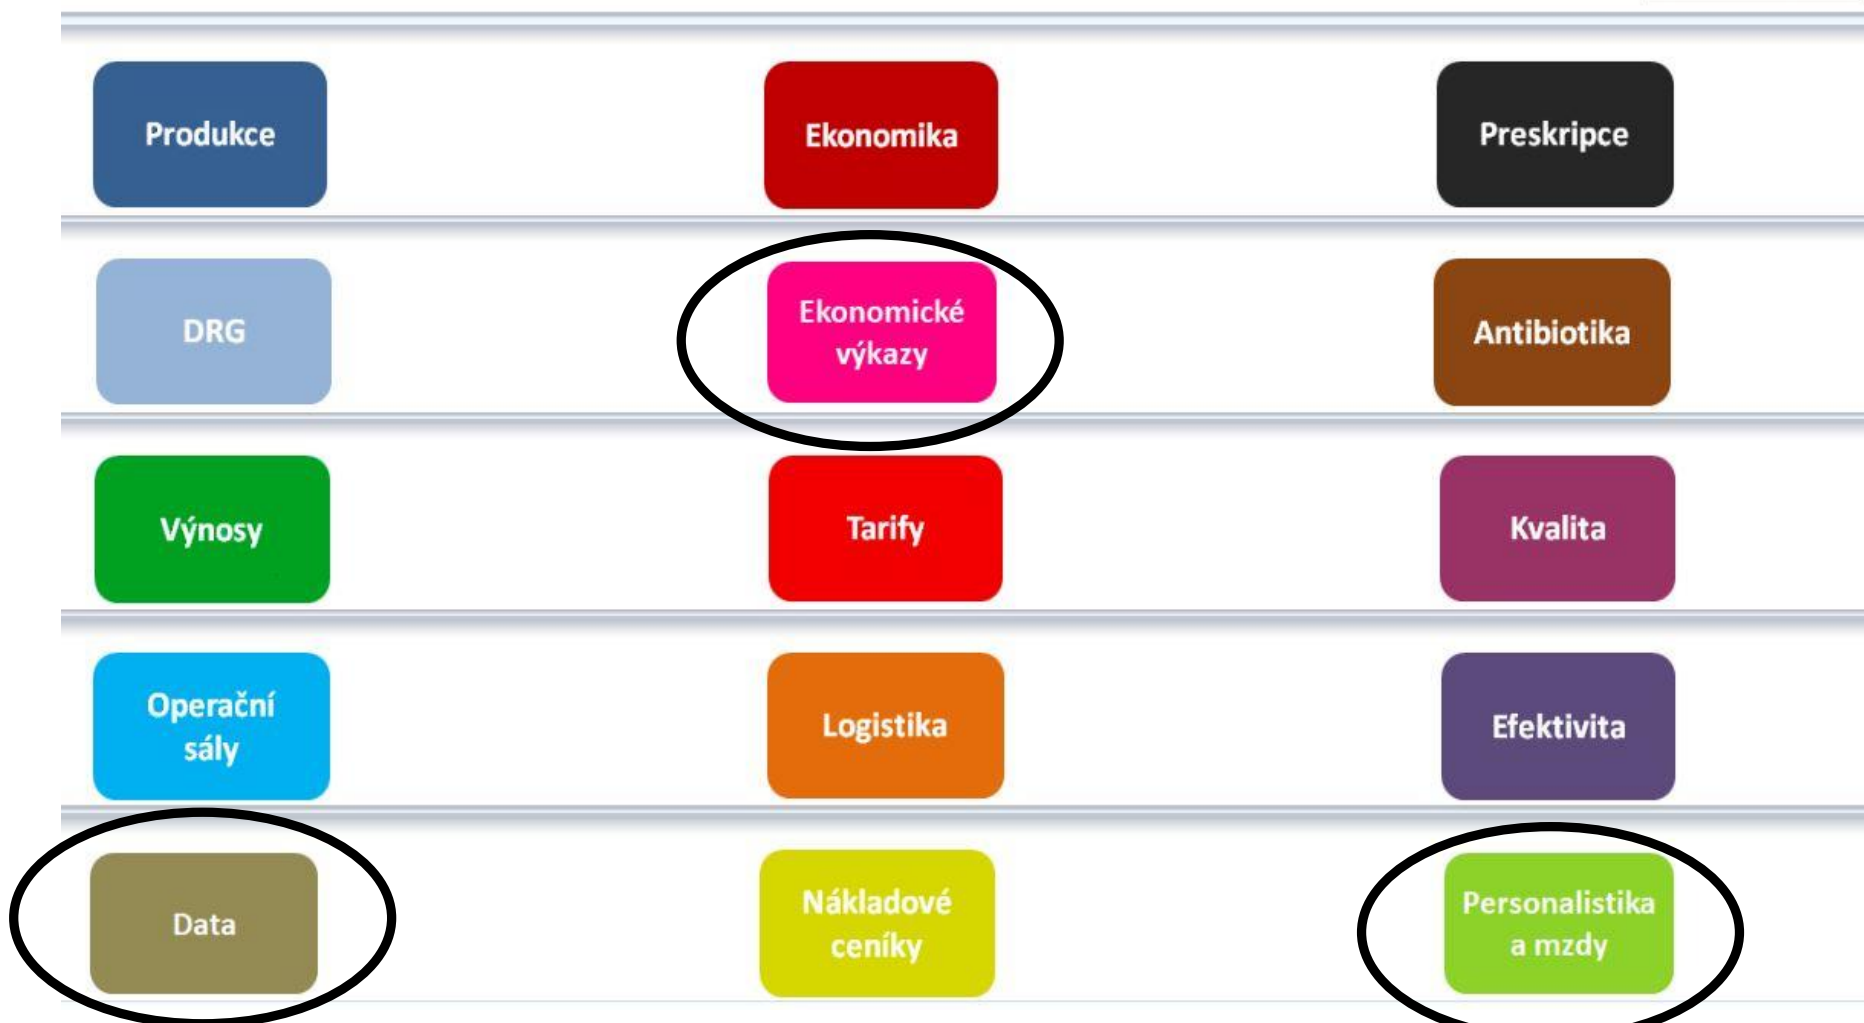 Produkce
Ekonomika
Preskripce
DRG
Ekonomické
výkazy
Antibiotika
Výnosy
Tarify
Kvalita
Operační
sály
Logistika
Efektivita
Data
Nákladové
ceníky
Personalistika
a mzdy